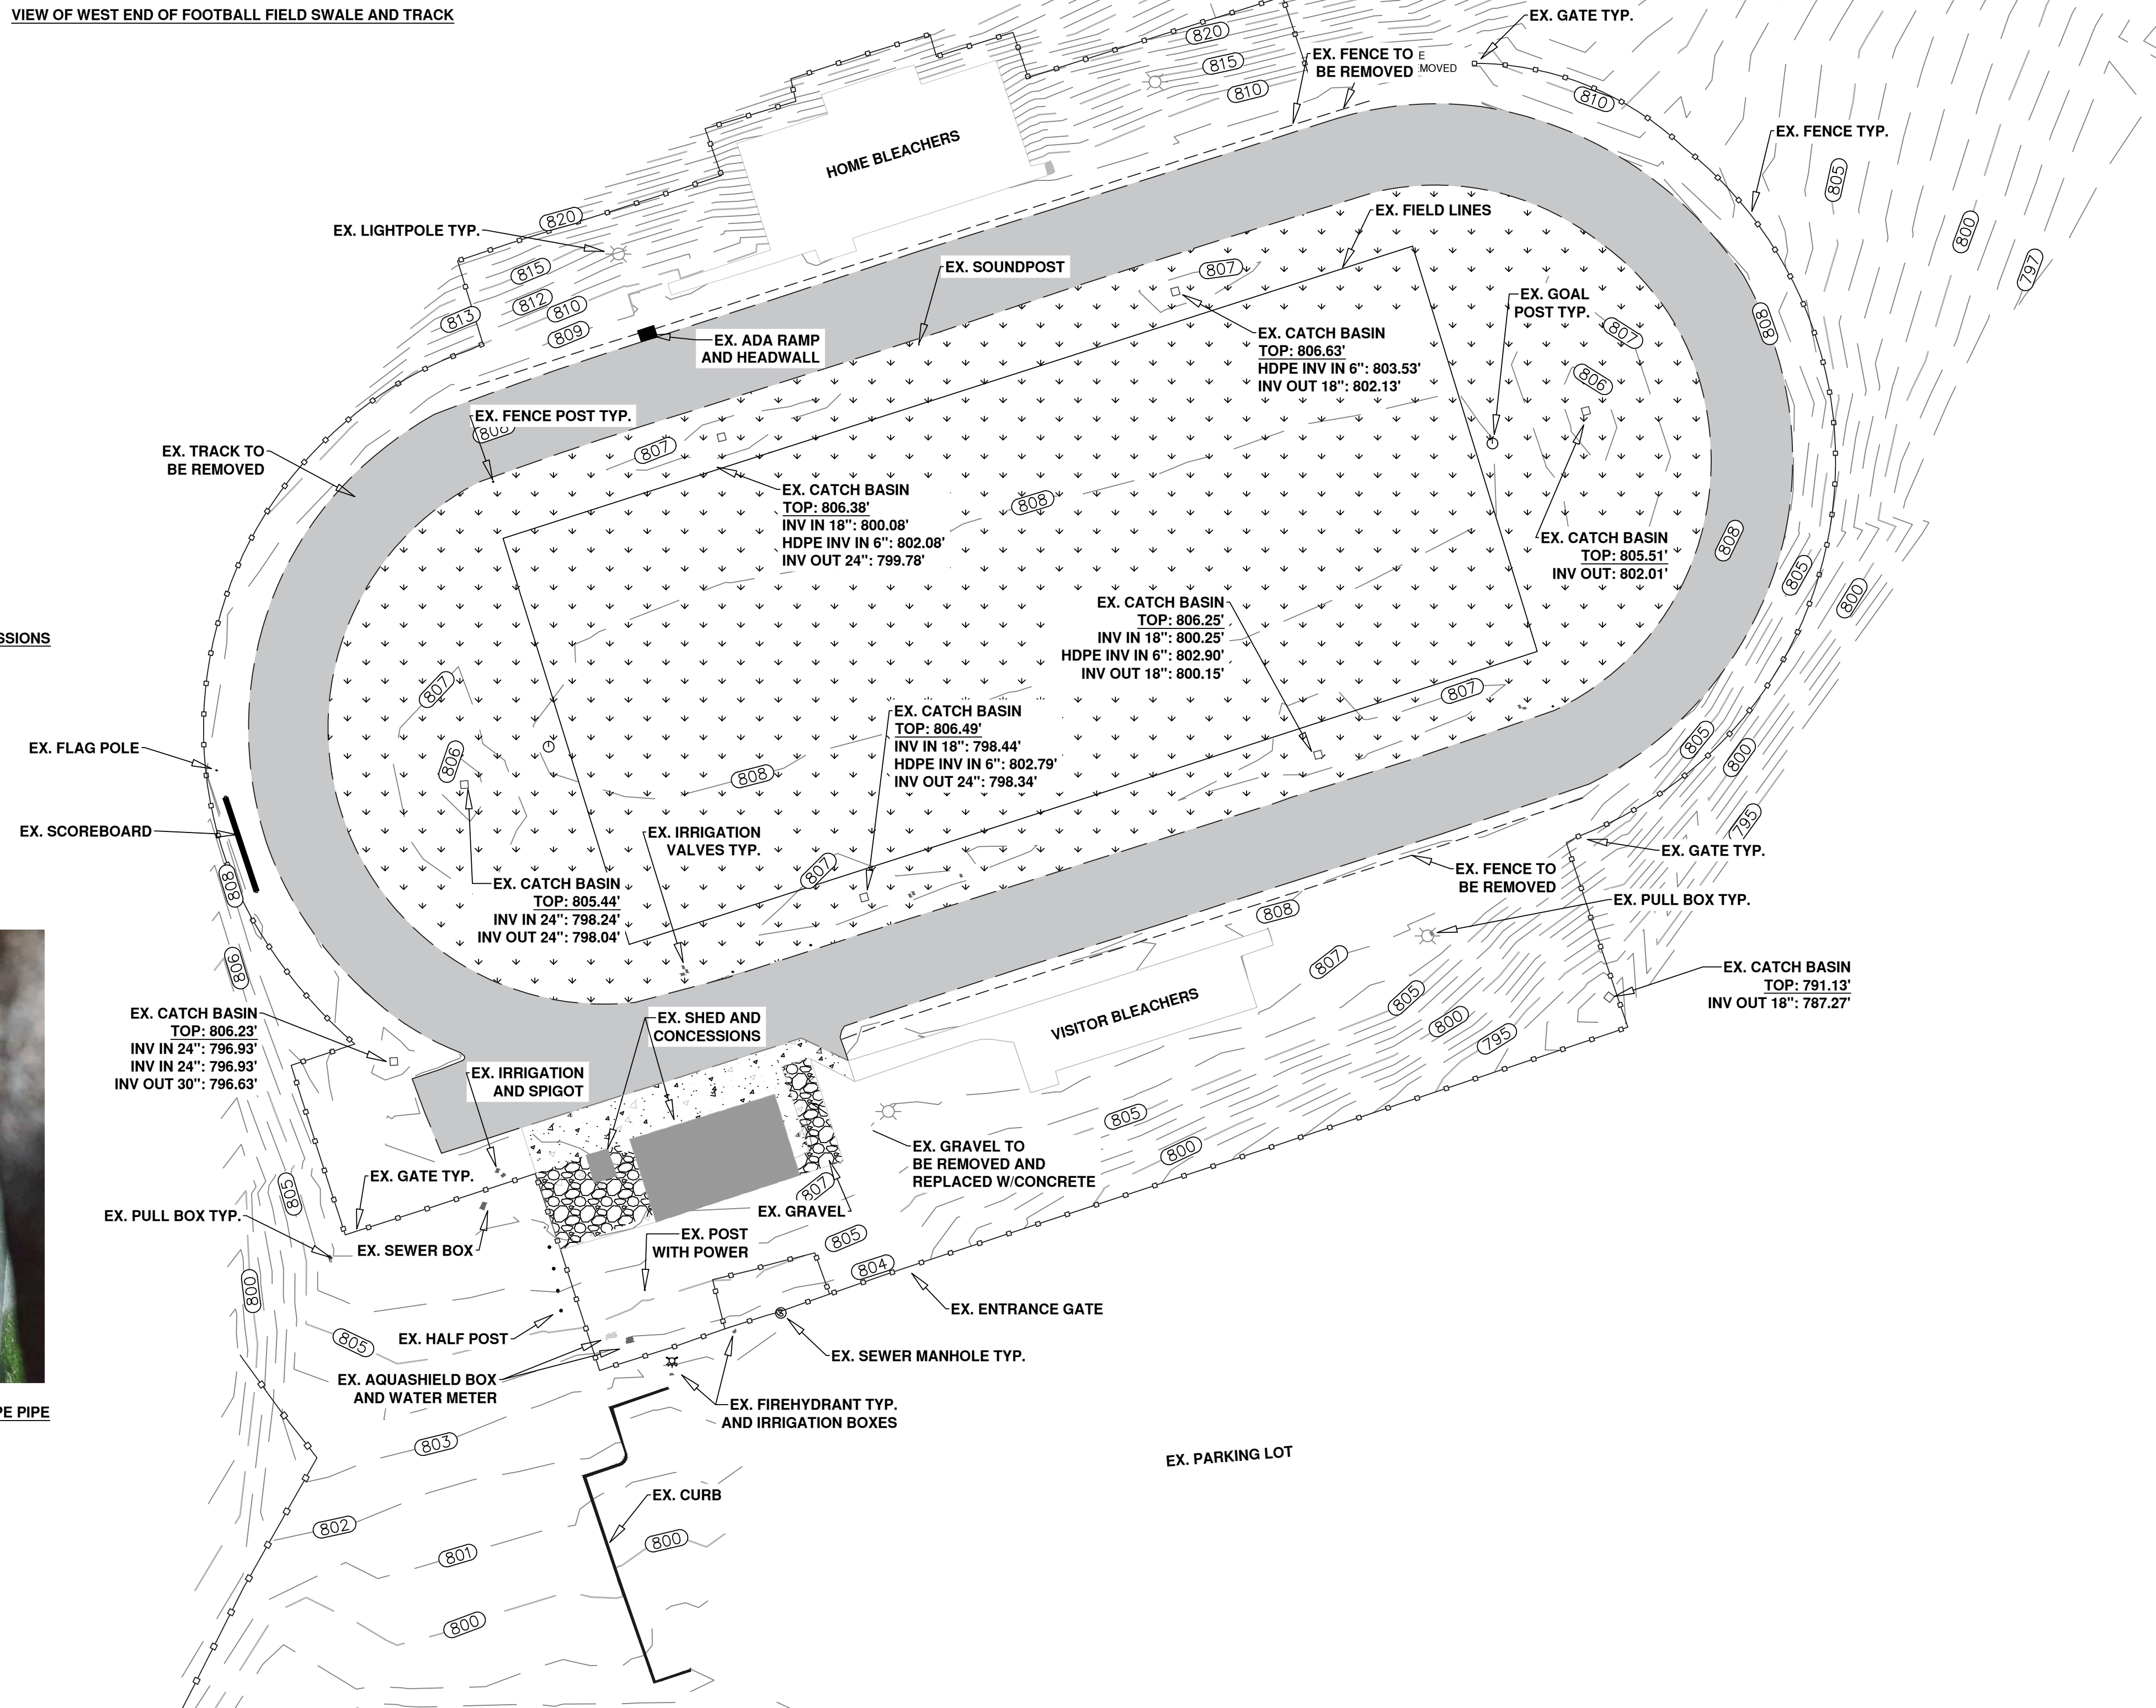 VIEW OF WEST END OF FOOTBALL FIELD SWALE AND TRACK
EX. GATE TYP.
820
815
810
EX. FENCE TO
BE REMOVED
E
MOVED
810
EX. FENCE TYP.
805
800
797
HOME BLEACHERS
820
EX. LIGHTPOLE TYP.
815
812
810
813
809
EX. FIELD LINES
EX. SOUNDPOST
807
EX. GOAL
POST TYP.
807
808
EX. ADA RAMP
AND HEADWALL
EX. CATCH BASIN
TOP: 806.63'
HDPE INV IN 6": 803.53'
INV OUT 18": 802.13'
806
EX. FENCE POST TYP.
808
807
EX. TRACK TO
BE REMOVED
EX. CATCH BASIN
TOP: 806.38'
INV IN 18": 800.08'
HDPE INV IN 6": 802.08'
INV OUT 24": 799.78'
808
EX. CATCH BASIN
TOP: 805.51'
INV OUT: 802.01'
808
805
800
EX. CATCH BASIN
TOP: 806.25'
INV IN 18": 800.25'
HDPE INV IN 6": 802.90'
INV OUT 18": 800.15'
SSIONS
807
807
EX. CATCH BASIN
TOP: 806.49'
INV IN 18": 798.44'
HDPE INV IN 6": 802.79'
INV OUT 24": 798.34'
EX. FLAG POLE
806
808
805
800
795
EX. SCOREBOARD
EX. IRRIGATION
VALVES TYP.
807
EX. GATE TYP.
808
EX. CATCH BASIN
TOP: 805.44'
INV IN 24": 798.24'
INV OUT 24": 798.04'
EX. FENCE TO
BE REMOVED
EX. PULL BOX TYP.
808
806
807
805
800
795
EX. CATCH BASIN
TOP: 791.13'
INV OUT 18": 787.27'
VISITOR BLEACHERS
EX. CATCH BASIN
TOP: 806.23'
INV IN 24": 796.93'
INV IN 24": 796.93'
INV OUT 30": 796.63'
EX. SHED AND
CONCESSIONS
EX. IRRIGATION
AND SPIGOT
805
800
EX. GRAVEL TO
BE REMOVED AND
REPLACED W/CONCRETE
EX. GATE TYP.
805
807
EX. PULL BOX TYP.
EX. GRAVEL
EX. SEWER BOX
EX. POST
WITH POWER
805
804
800
EX. ENTRANCE GATE
EX. HALF POST
805
EX. SEWER MANHOLE TYP.
EX. AQUASHIELD BOX
AND WATER METER
EX. FIREHYDRANT TYP.
AND IRRIGATION BOXES
PE PIPE
803
EX. PARKING LOT
EX. CURB
802
800
801
800